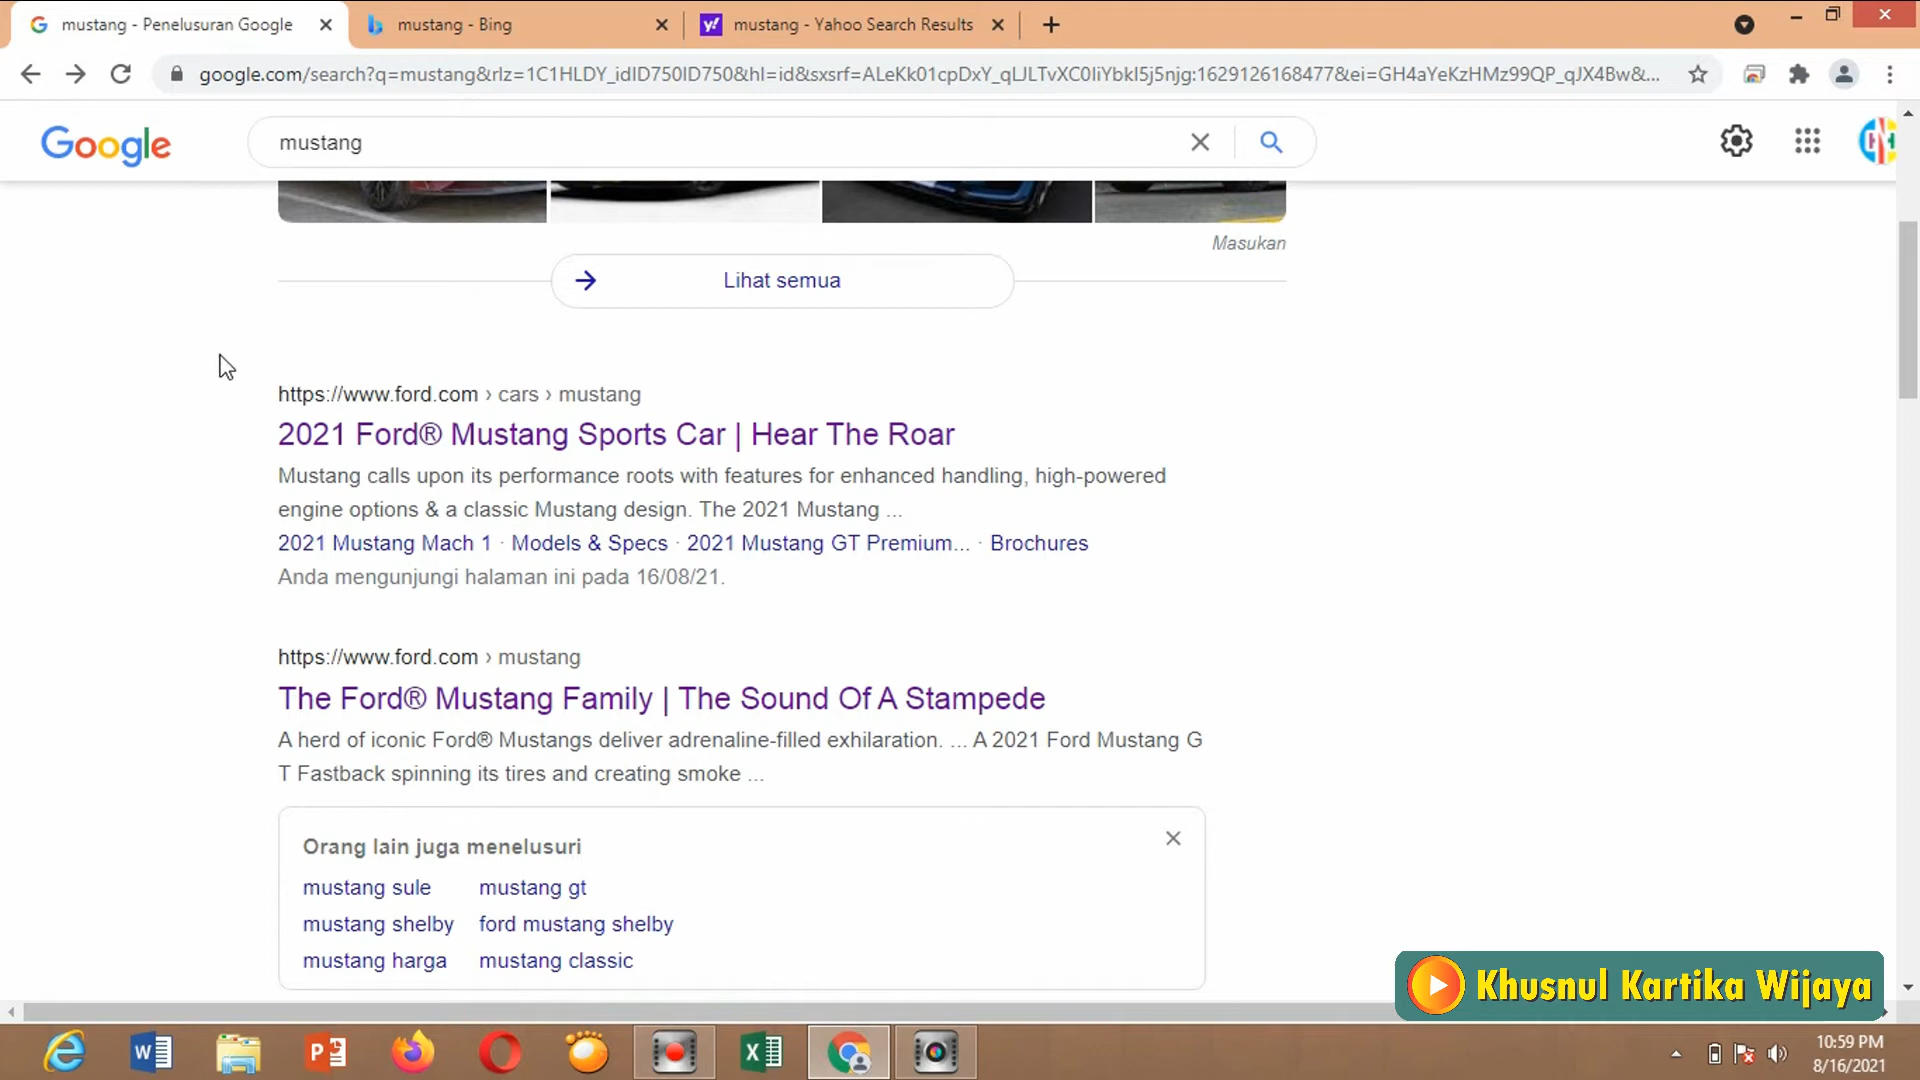 mustang - Penelusuran Google
mustang - Bing
mustang - Yahoo Search Results
google.com/search?q=mustang&rlz=1C1HLDY_idID750ID750&hl=id&sxsrf=ALeKk01cpDxY_qLJLTvXC0IiYbkI5j5njg:1629126168477&ei=GH4aYeKzHMz99QP_qJX4Bw&...
Google
mustang
Masukan
Lihat semua
https://www.ford.com › cars › mustang
2021 Ford® Mustang Sports Car | Hear The Roar
Mustang calls upon its performance roots with features for enhanced handling, high-powered
engine options & a classic Mustang design. The 2021 Mustang ...
2021 Mustang Mach 1 · Models & Specs · 2021 Mustang GT Premium... · Brochures
Anda mengunjungi halaman ini pada 16/08/21.
https://www.ford.com › mustang
The Ford® Mustang Family | The Sound Of A Stampede
A herd of iconic Ford® Mustangs deliver adrenaline-filled exhilaration. ... A 2021 Ford Mustang G
T Fastback spinning its tires and creating smoke ...
Orang lain juga menelusuri
mustang sule mustang gt
mustang shelby ford mustang shelby
mustang harga mustang classic
Khusnul Kartika Wijaya
10:59 PM
8/16/2021